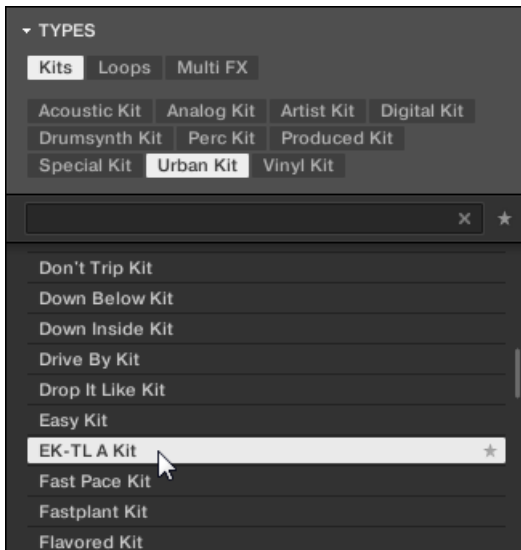 TYPES
Kits Loops Multi FX
Acoustic Kit Analog Kit Artist Kit Digital Kit
Drumsynth Kit Perc Kit Produced Kit
Special Kit Urban Kit Vinyl Kit
Don't Trip Kit
Down Below Kit
Down Inside Kit
Drive By Kit
Drop It Like Kit
Easy Kit
EK-TL A Kit
Fast Pace Kit
Fastplant Kit
Flavored Kit